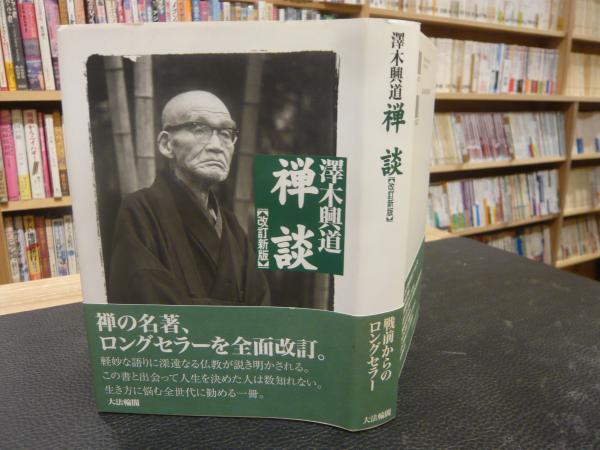 澤木興道
禅談
【改訂新版】
禅の名著、
ロングセラーを全面改訂。
軽妙な語りに深遠なる仏教が説き明かされる。
この書と出会って人生を決めた人は数知れない。
生き方に悩む全世代に勧める一冊。
大法輪閣
澤木興道
禅談
【改訂新版】
戦前からの
ロングセラー